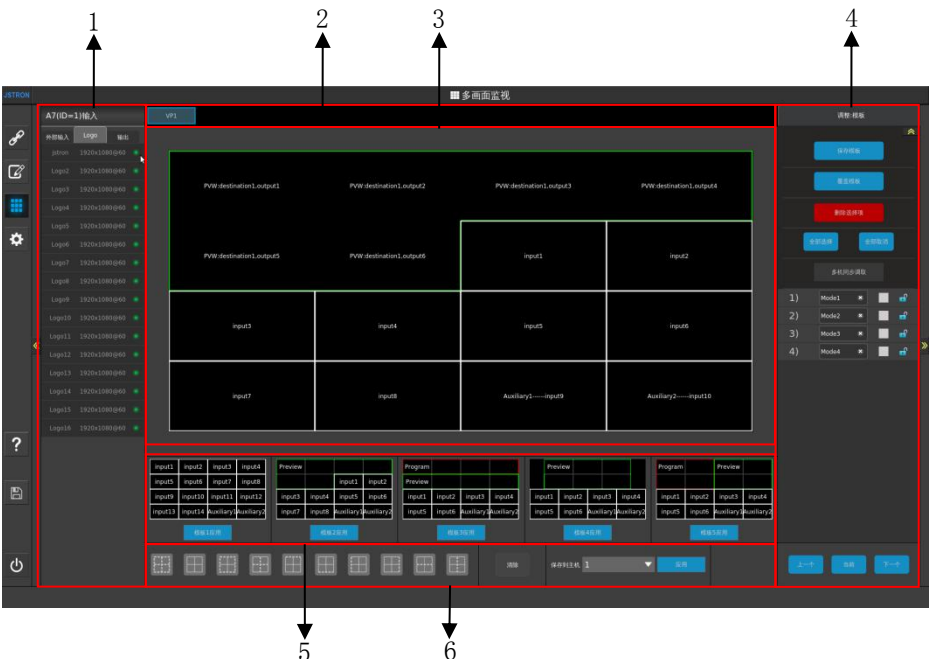 1
2
3
4
JSTRON
多画面监视
A7(ID=1)输入
VP1
调整:模板
外部输入 Logo 输出
jstron 1920x1080@60
Logo2 1920x1080@60
Logo3 1920x1080@60
Logo4 1920x1080@60
Logo5 1920x1080@60
Logo6 1920x1080@60
Logo7 1920x1080@60
Logo8 1920x1080@60
Logo9 1920x1080@60
Logo10 1920x1080@60
Logo11 1920x1080@60
Logo12 1920x1080@60
Logo13 1920x1080@60
Logo14 1920x1080@60
Logo15 1920x1080@60
Logo16 1920x1080@60
PVW:destination1.output1 PVW:destination1.output2 PVW:destination1.output3 PVW:destination1.output4
PVW:destination1.output5 PVW:destination1.output6 input1 input2
input3 input4 input5 input6
input7 input8 Auxiliary1-----input9 Auxiliary2-----input10
保存模板
覆盖模板
删除选择项
全部选择 全部取消
多机同步调取
1) Mode1
2) Mode2
3) Mode3
4) Mode4
?
input1 input2 input3 input4
input5 input6 input7 input8
input9 input10 input11 input12
input13 input14 Auxiliary1 Auxiliary2
模板1应用
Preview
input1 input2
input3 input4 input5 input6
input7 input8 Auxiliary1 Auxiliary2
模板2应用
Program
Preview
input1 input2 input3 input4
input5 input6 Auxiliary1 Auxiliary2
模板3应用
Preview
input1 input2 input3 input4
input5 input6 Auxiliary1 Auxiliary2
模板4应用
Program Preview
input1 input2 input3 input4
input5 input6 Auxiliary1 Auxiliary2
模板5应用
清除 保存到主机 1 应用
上一个 当前 下一个
5
6